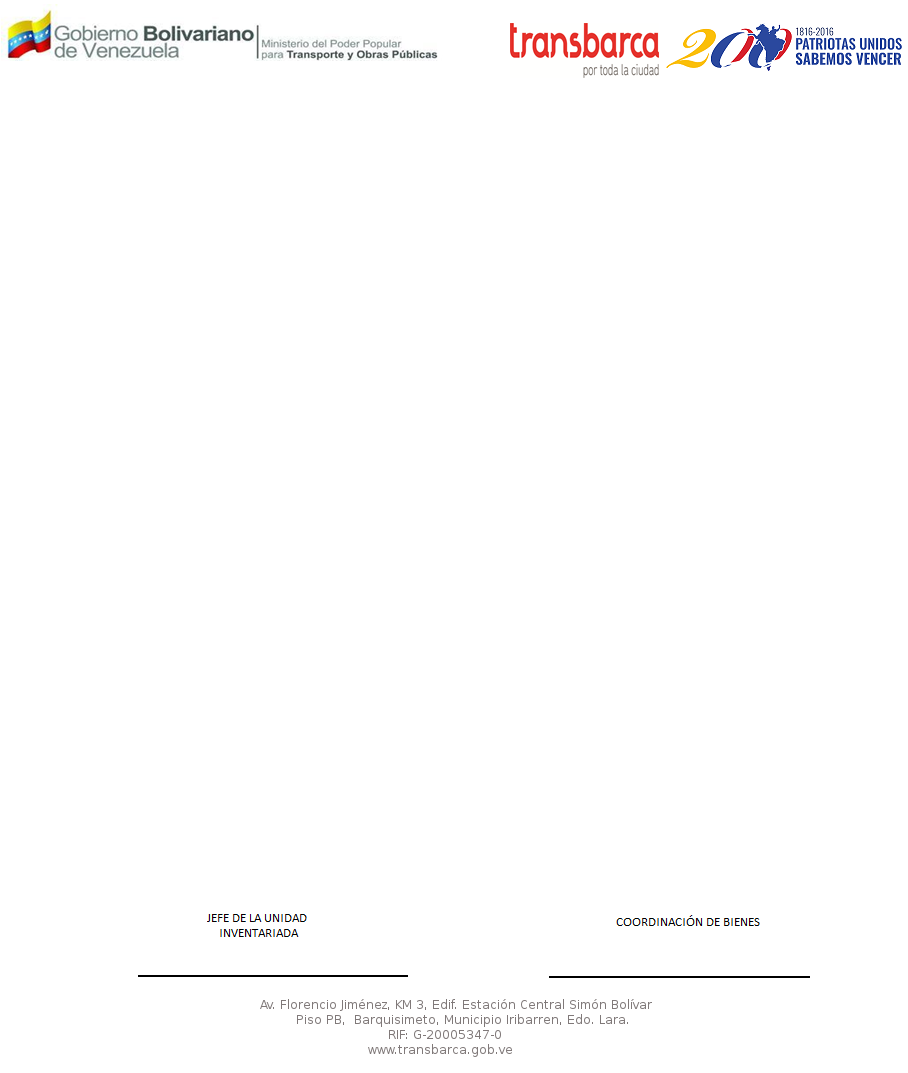 Gobierno Bolivariano
de Venezuela
Ministerio del Poder Popular
para Transporte y Obras Públicas
transbarca
por toda la ciudad
200
1816-2016
PATRIOTAS UNIDOS
SABEMOS VENCER
JEFE DE LA UNIDAD
INVENTARIADA
COORDINACIÓN DE BIENES
Av. Florencio Jiménez, KM 3, Edif. Estación Central Simón Bolívar
Piso PB, Barquisimeto, Municipio Iribarren, Edo. Lara.
RIF: G-20005347-0
www.transbarca.gob.ve